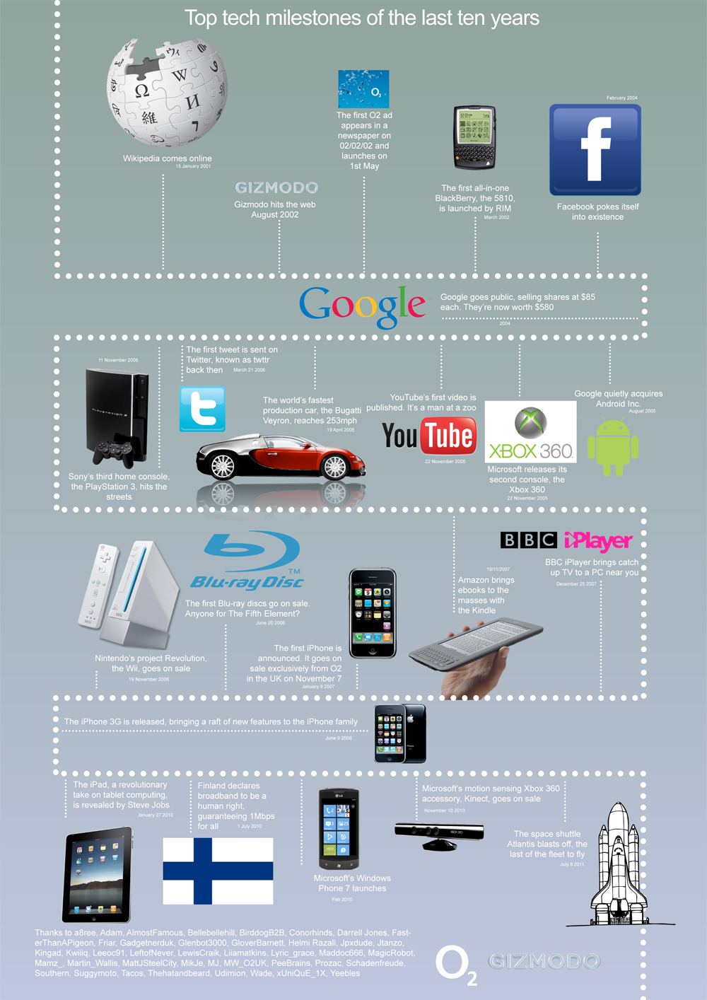 Top tech milestones of the last ten years
Ω
W
И
維
ウィ
Wikipedia comes online
15 January 2001
GIZMODO
Gizmodo hits the web
August 2002
O2
The first O2 ad
appears in a
newspaper on
02/02/02 and
launches on
1st May
The first all-in-one
BlackBerry, the 5810,
is launched by RIM
March 2002
February 2004
f
Facebook pokes itself
into existence
Google
Google goes public, selling shares at $85
each. They're now worth $580
2004
11 November 2006
PLAYSTATION 3
Sony's third home console,
the PlayStation 3, hits the
streets
The first tweet is sent on
Twitter, known as twttr
back then
March 21 2006
t
The world's fastest
production car, the Bugatti
Veyron, reaches 253mph
19 April 2005
YouTube's first video is
published. It's a man at a zoo
YouTube
22 November 2005
XBOX 360
Microsoft releases its
second console, the
Xbox 360
22 November 2005
Google quietly acquires
Android Inc.
August 2005
Wii
Wii
Nintendo's project Revolution,
the Wii, goes on sale
19 November 2006
TM
Blu-ray Disc
The first Blu-ray discs go on sale.
Anyone for The Fifth Element?
June 20 2006
The first iPhone is
announced. It goes on
sale exclusively from O2
in the UK on November 7
January 9 2007
19/11/2007
Amazon brings
ebooks to the
masses with
the Kindle
BBC iPlayer
BBC iPlayer brings catch
up TV to a PC near you
December 25 2007
The iPhone 3G is released, bringing a raft of new features to the iPhone family
June 9 2008
iPhone
The iPad, a revolutionary
take on tablet computing,
is revealed by Steve Jobs
January 27 2010
Finland declares
broadband to be a
human right,
guaranteeing 1Mbps
for all
1 July 2010
LG
Microsoft's Windows
Phone 7 launches
Feb 2010
Microsoft's motion sensing Xbox 360
accessory, Kinect, goes on sale
November 10 2010
XBOX 360
The space shuttle
Atlantis blasts off, the
last of the fleet to fly
July 8 2011
Thanks to a8ree, Adam, AlmostFamous, Bellebellehill, BirddogB2B, Conorhinds, Darrell Jones, Fast-
erThanAPigeon, Friar, Gadgetnerduk, Glenbot3000, GloverBarnett, Helmi Razali, Jpxdude, Jtanzo,
Kingad, Kwiiiq, Leeoc91, LeftofNever, LewisCraik, Liiamatkins, Lyric_grace, Maddoc666, MagicRobot,
Mamz_, Martin_Wallis, MattJSteelCity, MikJe, MJ, MW_O2UK, PeeBrains, Prozac, Schadenfreude,
Southern, Suggymoto, Tacos, Thehatandbeard, Udimion, Wade, xUniQuE_1X, Yeebles
O2
GIZMODO